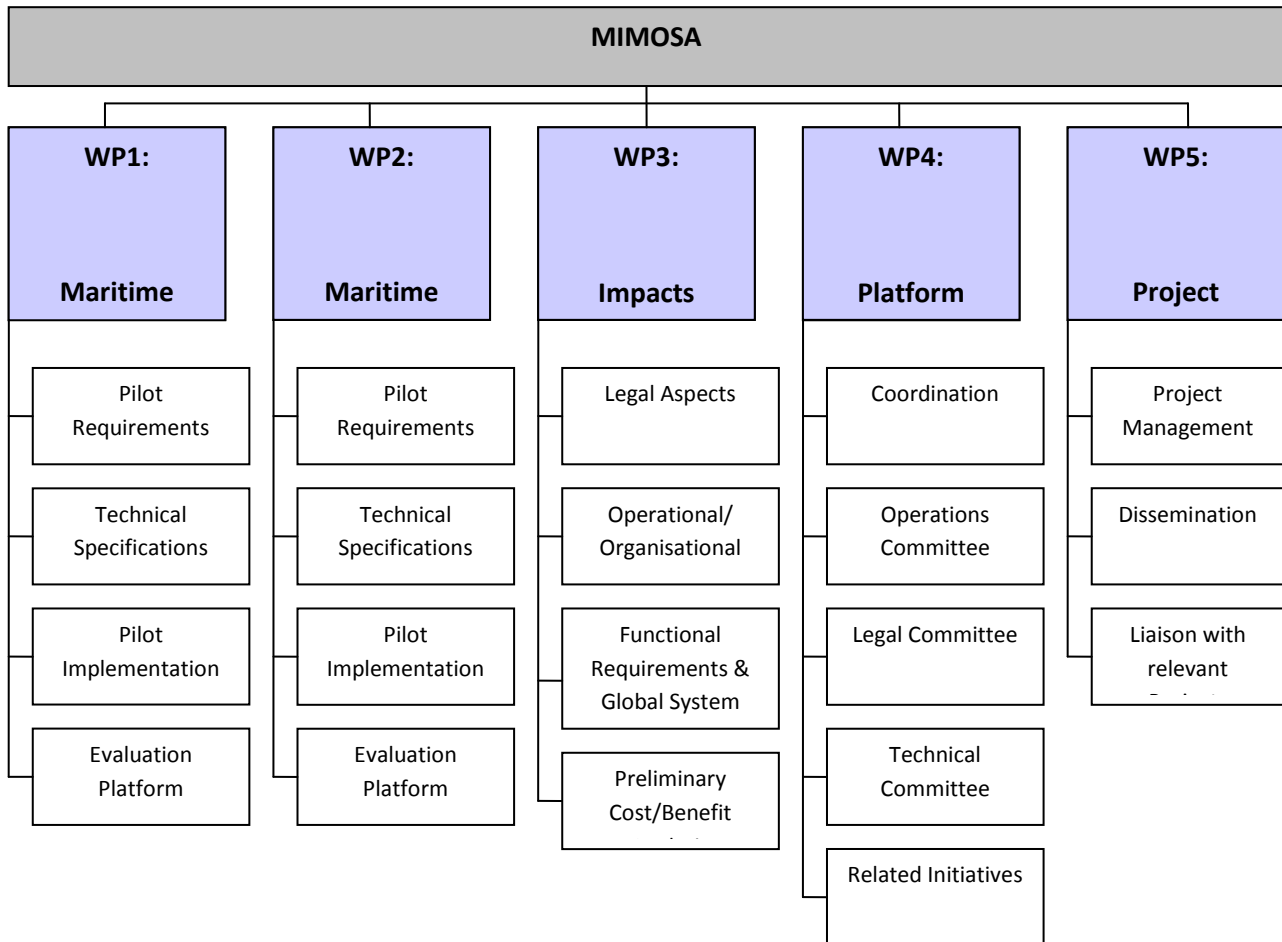 MIMOSA
WP1:
Maritime
WP2:
Maritime
WP3:
Impacts
WP4:
Platform
WP5:
Project
Pilot
Requirements
Technical
Specifications
Pilot
Implementation
Evaluation
Platform
Pilot
Requirements
Technical
Specifications
Pilot
Implementation
Evaluation
Platform
Legal Aspects
Operational/
Organisational
Functional
Requirements &
Global System
Preliminary
Cost/Benefit
Coordination
Operations
Committee
Legal Committee
Technical
Committee
Related Initiatives
Project
Management
Dissemination
Liaison with
relevant